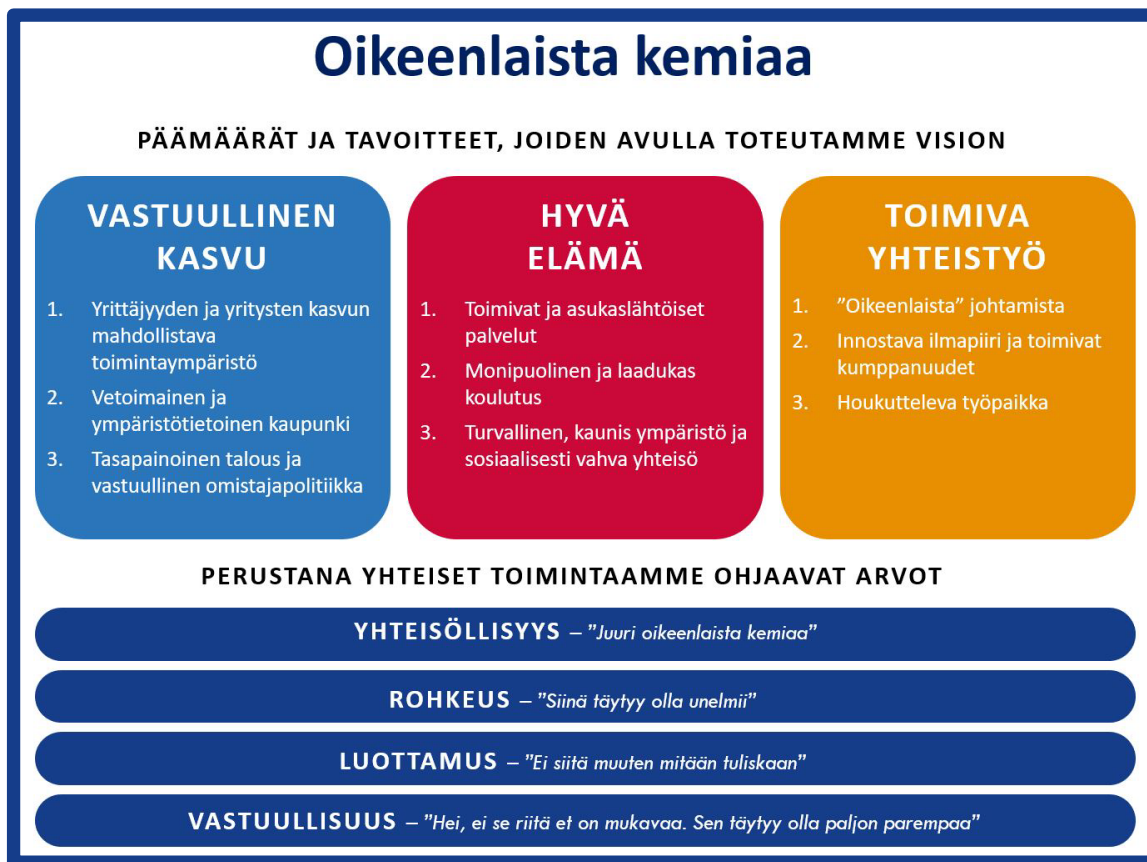 Oikeenlaista kemiaa
PÄÄMÄÄRÄT JA TAVOITTEET, JOIDEN AVULLA TOTEUTAMME VISION
VASTUULLINEN
KASVU
1. Yrittäjyyden ja yritysten kasvun
mahdollistava
toimintaympäristö
2. Vetoimainen ja
ympäristötietoinen kaupunki
3. Tasapainoinen talous ja
vastuullinen omistajapolitiikka
HYVÄ
ELÄMÄ
1. Toimivat ja asukaslähtöiset
palvelut
2. Monipuolinen ja laadukas
koulutus
3. Turvallinen, kaunis ympäristö ja
sosiaalisesti vahva yhteisö
TOIMIVA
YHTEISTYÖ
1. ”Oikeenlaista” johtamista
2. Innostava ilmapiiri ja toimivat
kumppanuudet
3. Houkutteleva työpaikka
PERUSTANA YHTEISET TOIMINTAAMME OHJAAVAT ARVOT
YHTEISÖLLISYYS – ”Juuri oikeenlaista kemiaa”
ROHKEUS – ”Siinä täytyy olla unelmii”
LUOTTAMUS – ”Ei siitä muuten mitään tuliskaan”
VASTUULLISUUS – ”Hei, ei se riitä et on mukavaa. Sen täytyy olla paljon parempaa”